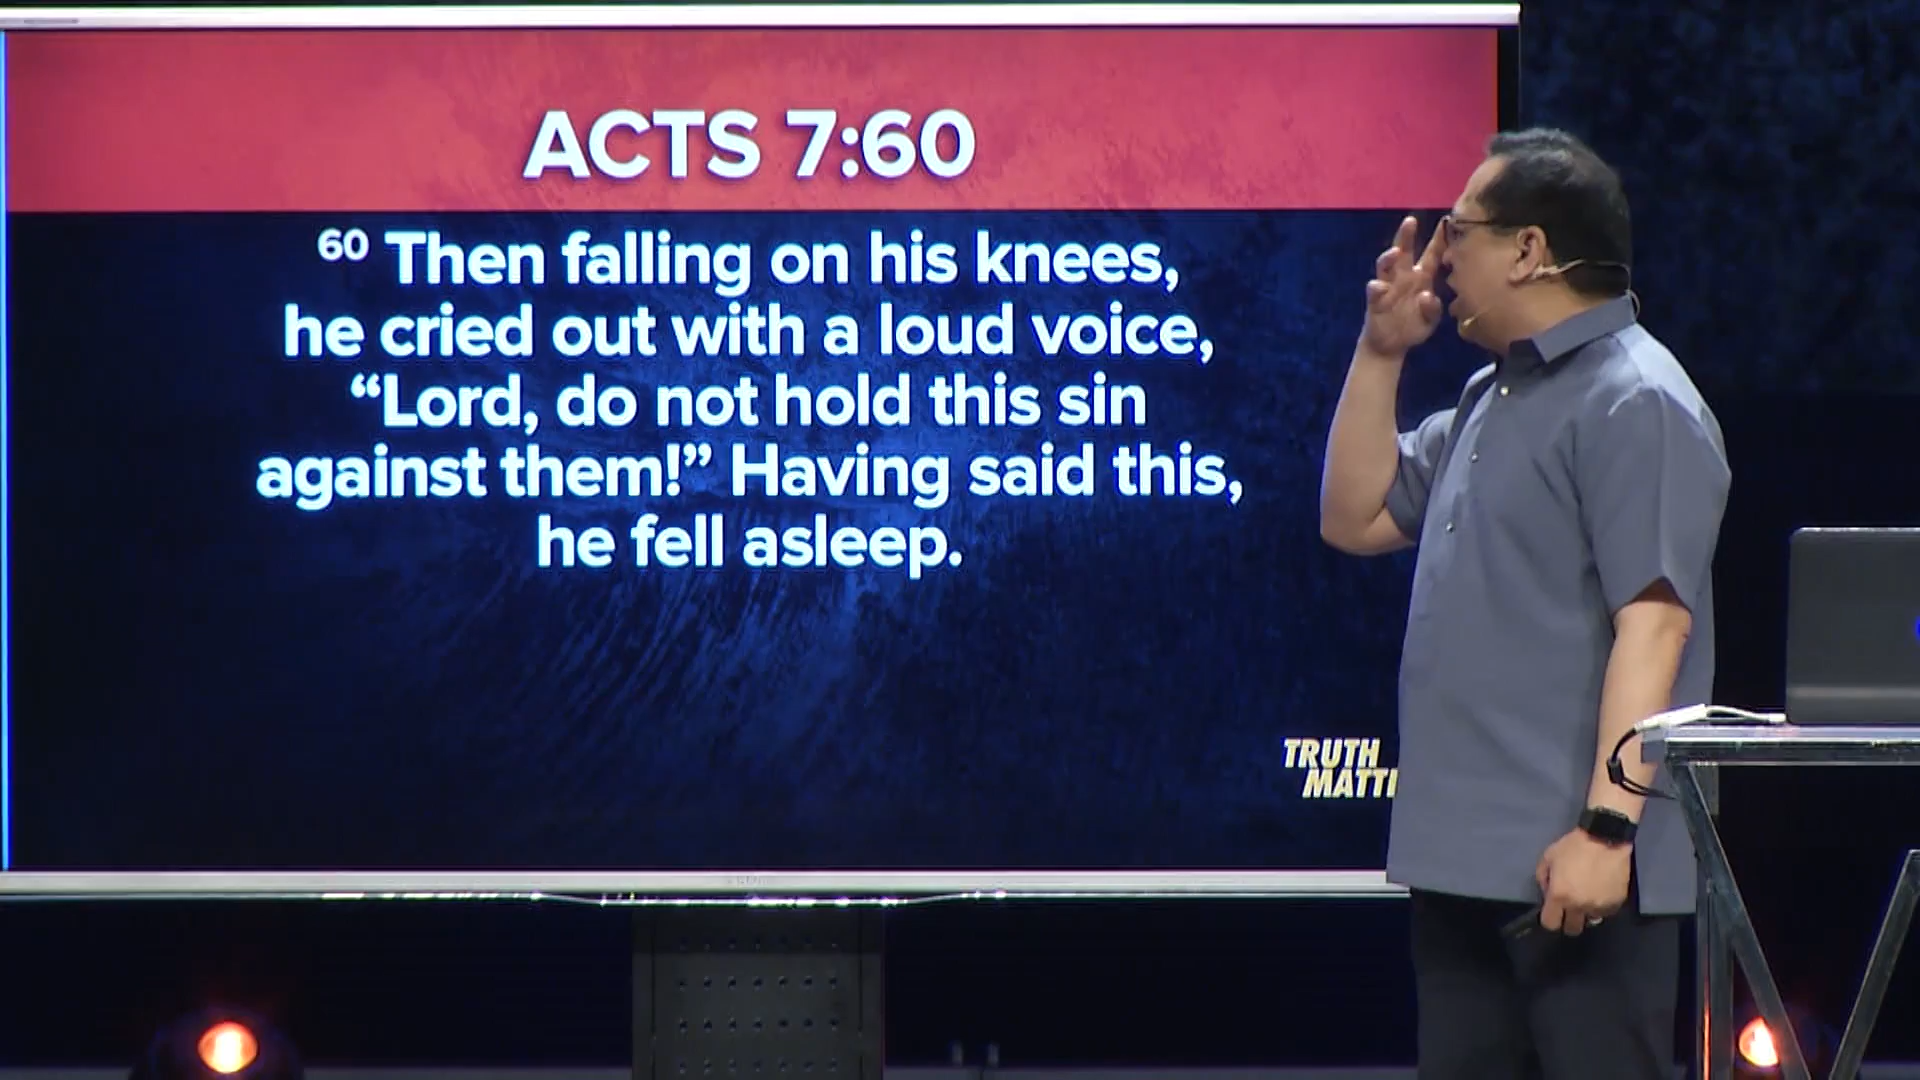 ACTS 7:60
60 Then falling on his knees,
he cried out with a loud voice,
“Lord, do not hold this sin
against them!” Having said this,
he fell asleep.
TRUTH
MATT